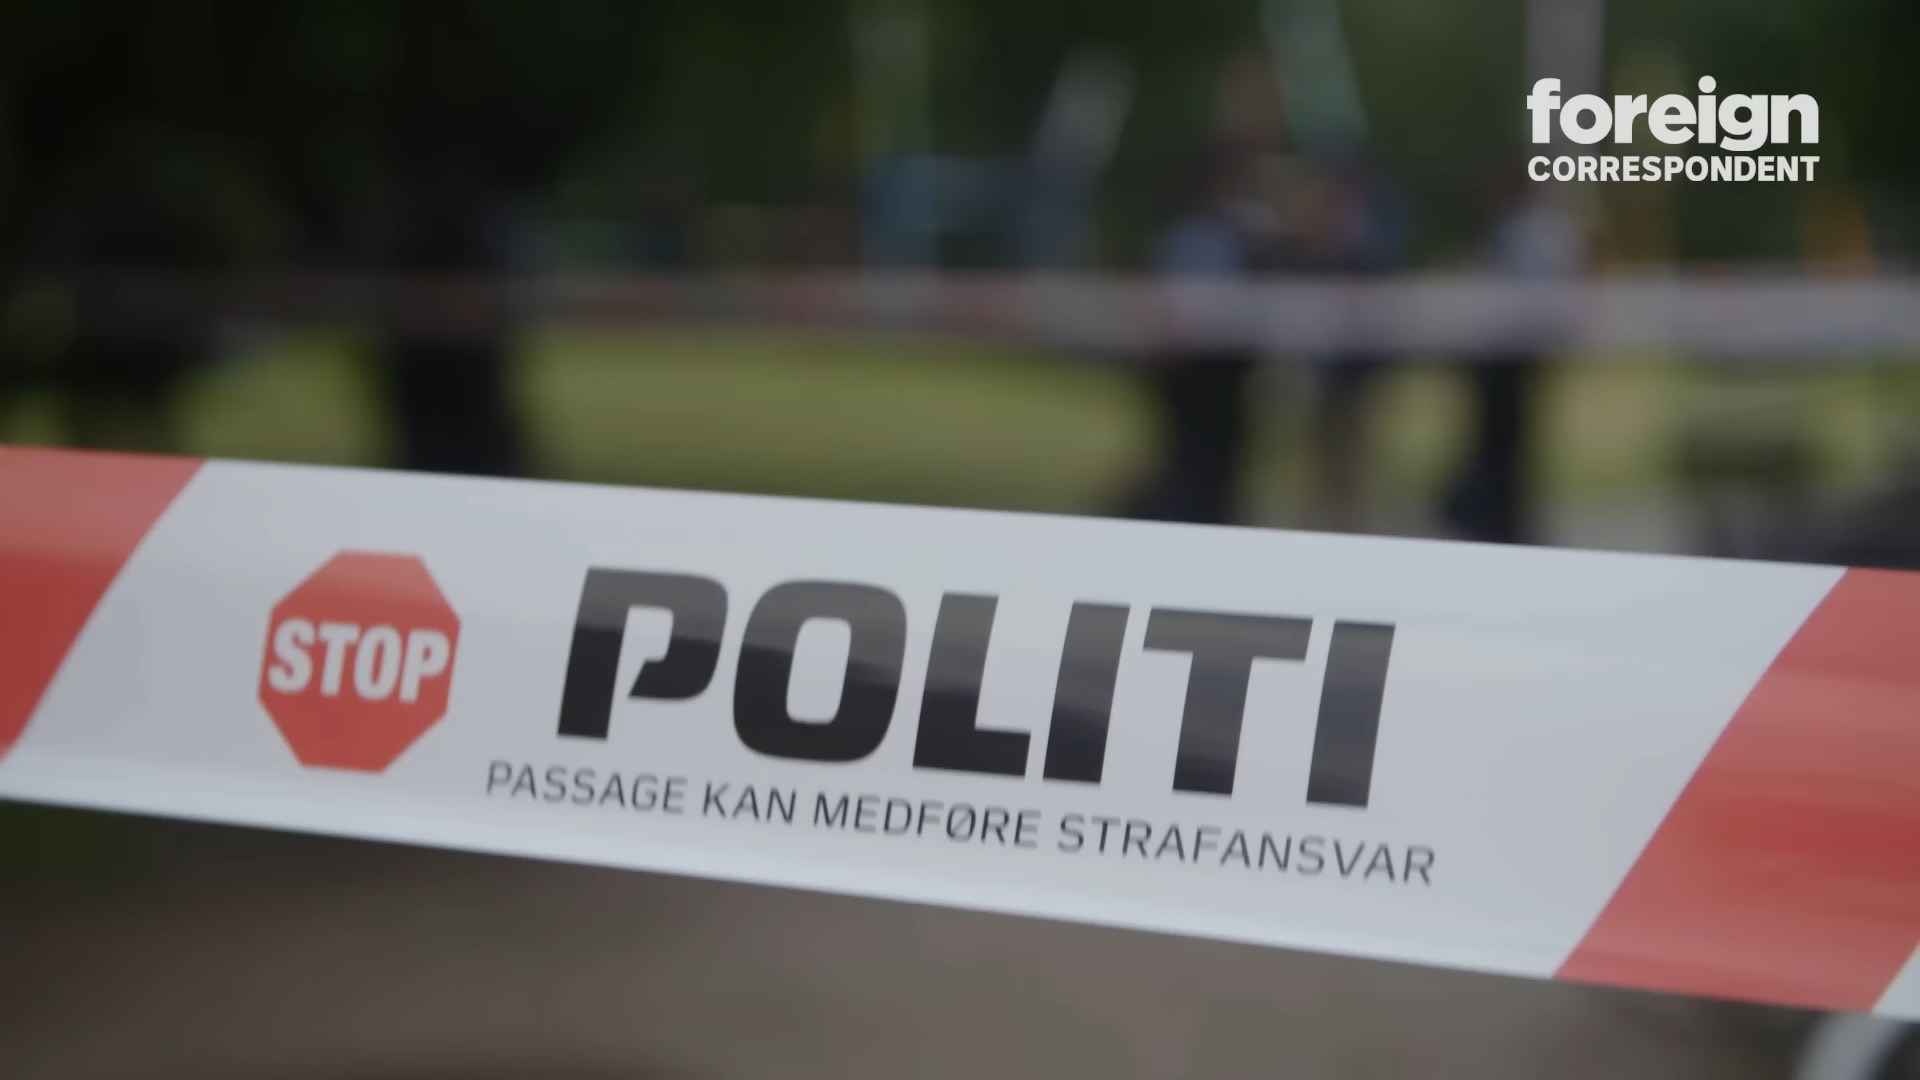 foreign
CORRESPONDENT
STOP
POLITI
PASSAGE KAN MEDFØRE STRAFANSVAR